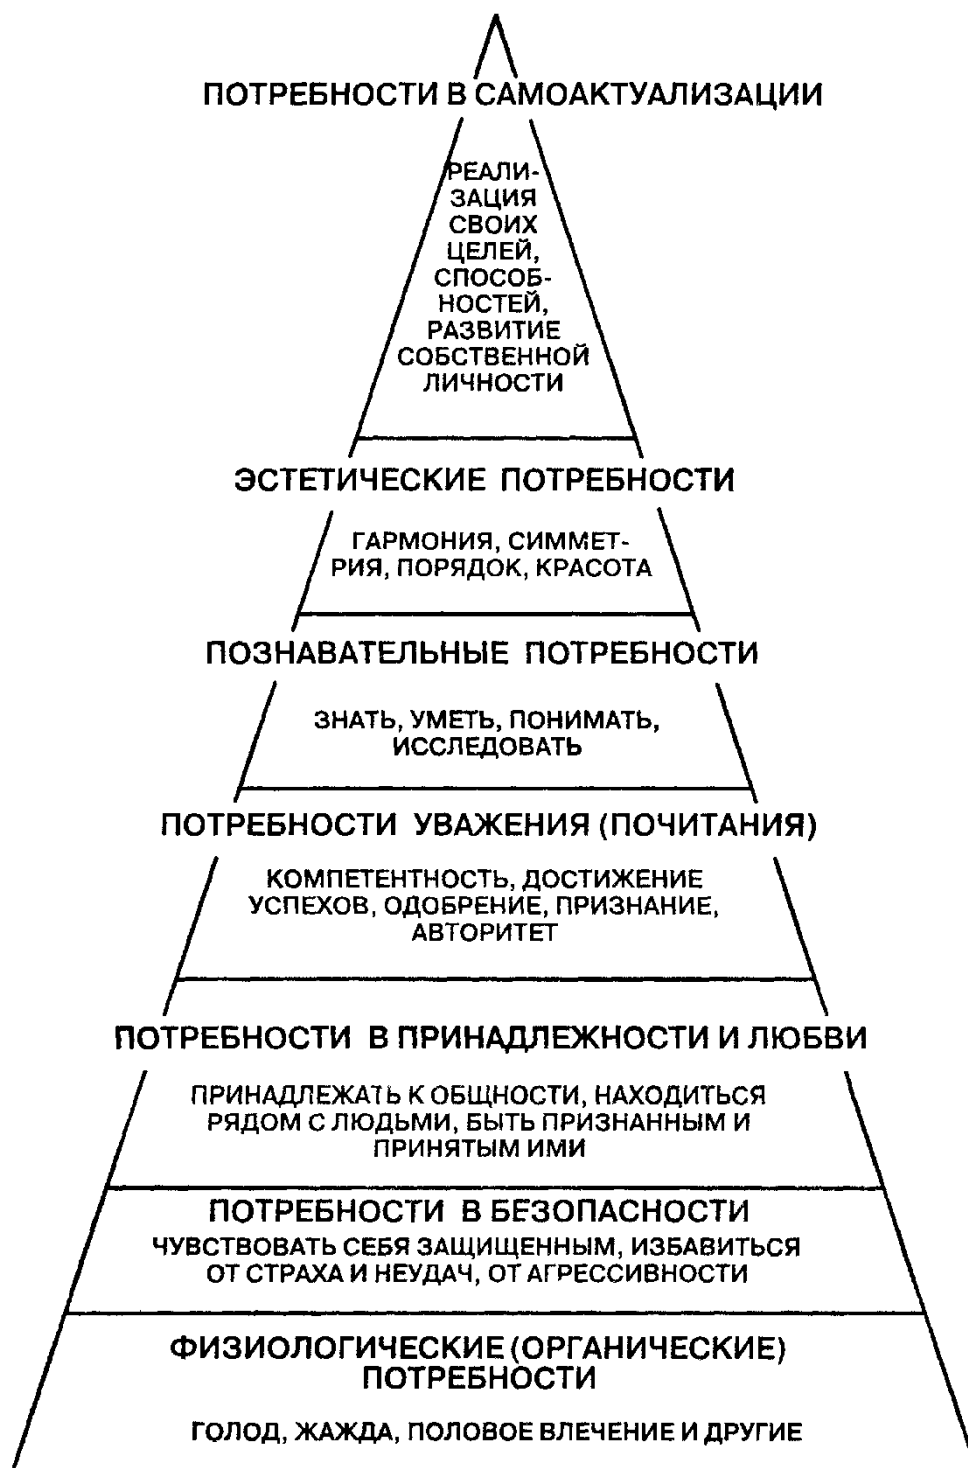 ПОТРЕБНОСТИ В САМОАКТУАЛИЗАЦИИ
РЕАЛИ-
ЗАЦИЯ
СВОИХ
ЦЕЛЕЙ,
СПОСОБ-
НОСТЕЙ,
РАЗВИТИЕ
СОБСТВЕННОЙ
ЛИЧНОСТИ
ЭСТЕТИЧЕСКИЕ ПОТРЕБНОСТИ
ГАРМОНИЯ, СИММЕТ-
РИЯ, ПОРЯДОК, КРАСОТА
ПОЗНАВАТЕЛЬНЫЕ ПОТРЕБНОСТИ
ЗНАТЬ, УМЕТЬ, ПОНИМАТЬ,
ИССЛЕДОВАТЬ
ПОТРЕБНОСТИ УВАЖЕНИЯ (ПОЧИТАНИЯ)
КОМПЕТЕНТНОСТЬ, ДОСТИЖЕНИЕ
УСПЕХОВ, ОДОБРЕНИЕ, ПРИЗНАНИЕ,
АВТОРИТЕТ
ПОТРЕБНОСТИ В ПРИНАДЛЕЖНОСТИ И ЛЮБВИ
ПРИНАДЛЕЖАТЬ К ОБЩНОСТИ, НАХОДИТЬСЯ
РЯДОМ С ЛЮДЬМИ, БЫТЬ ПРИЗНАННЫМ И
ПРИНЯТЫМ ИМИ
ПОТРЕБНОСТИ В БЕЗОПАСНОСТИ
ЧУВСТВОВАТЬ СЕБЯ ЗАЩИЩЕННЫМ, ИЗБАВИТЬСЯ
ОТ СТРАХА И НЕУДАЧ, ОТ АГРЕССИВНОСТИ
ФИЗИОЛОГИЧЕСКИЕ (ОРГАНИЧЕСКИЕ)
ПОТРЕБНОСТИ
ГОЛОД, ЖАЖДА, ПОЛОВОЕ ВЛЕЧЕНИЕ И ДРУГИЕ